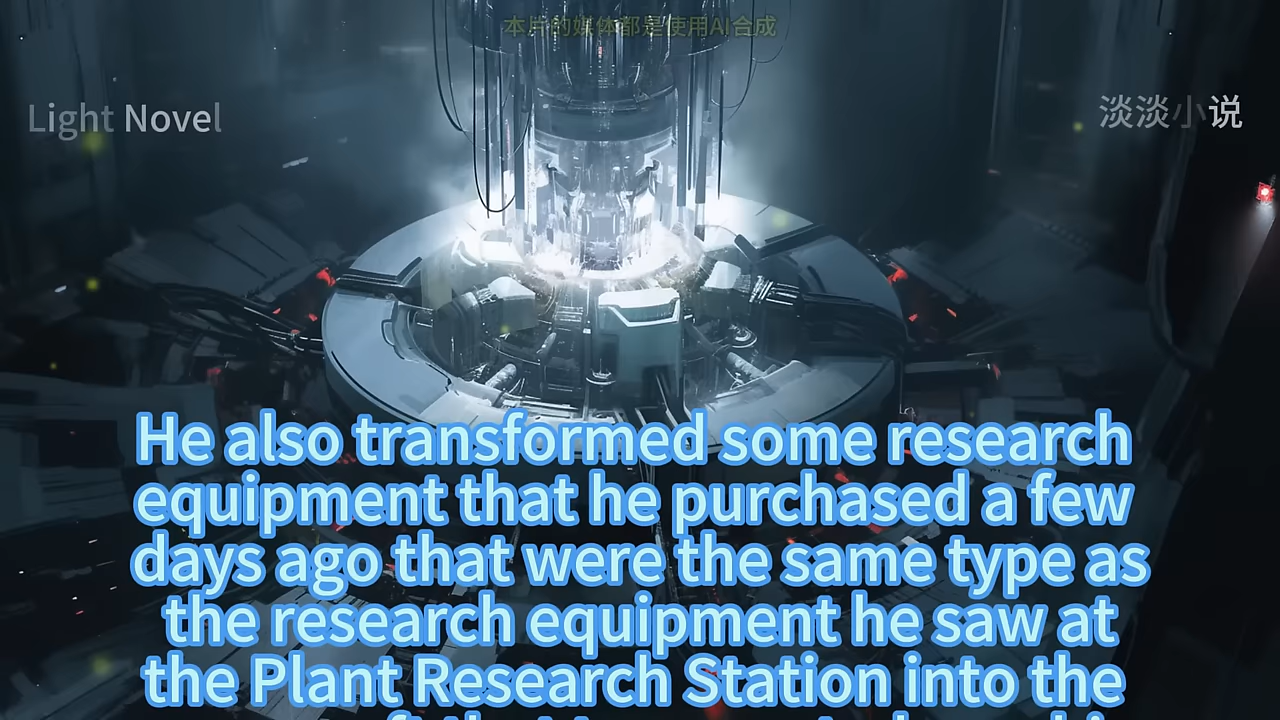 本片的媒体都是使用AI合成
Light Novel
淡淡小说
He also transformed some research
equipment that he purchased a few
days ago that were the same type as
the research equipment he saw at
the Plant Research Station into the